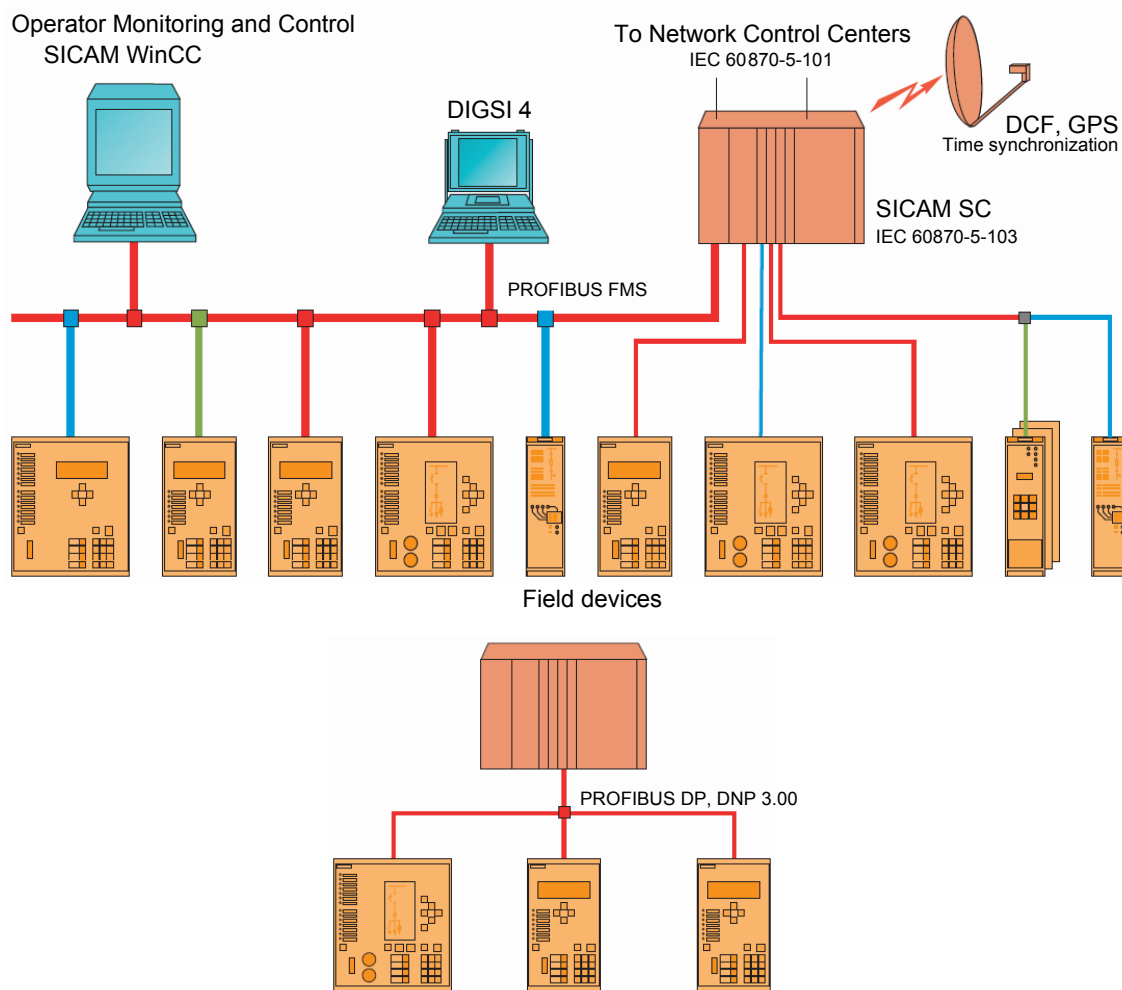 Operator Monitoring and Control
SICAM WinCC
To Network Control Centers
IEC 60870-5-101
DIGSI 4
DCF, GPS
Time synchronization
SICAM SC
IEC 60870-5-103
PROFIBUS FMS
Field devices
PROFIBUS DP, DNP 3.00